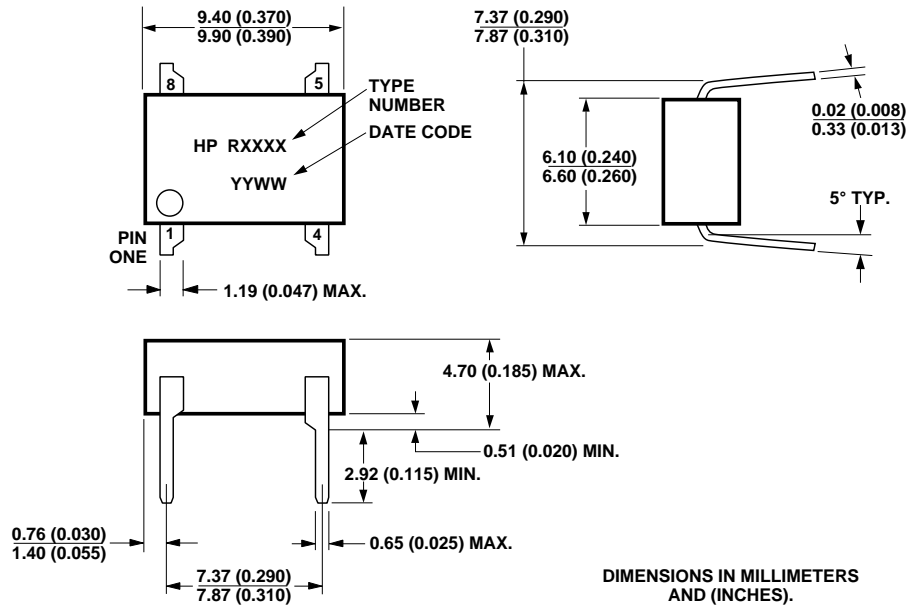 9.40 (0.370)
9.90 (0.390)
8
5
TYPE
NUMBER
HP RXXXX
DATE CODE
YYWW
PIN
ONE
1
4
1.19 (0.047) MAX.
7.37 (0.290)
7.87 (0.310)
0.02 (0.008)
0.33 (0.013)
6.10 (0.240)
6.60 (0.260)
5° TYP.
4.70 (0.185) MAX.
0.51 (0.020) MIN.
2.92 (0.115) MIN.
0.76 (0.030)
1.40 (0.055)
0.65 (0.025) MAX.
7.37 (0.290)
7.87 (0.310)
DIMENSIONS IN MILLIMETERS
AND (INCHES).